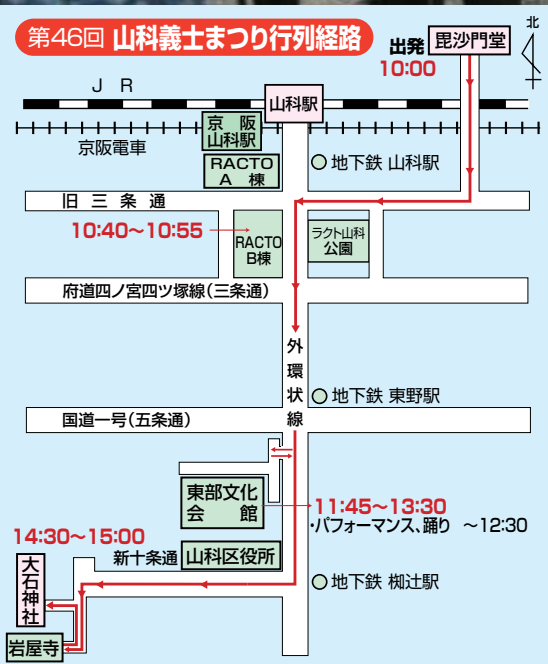 第46回 山科義士まつり行列経路
北
出発
毘沙門堂
10:00
JR
山科駅
京阪
山科駅
京阪電車
RACTO
A 棟
地下鉄 山科駅
旧三条通
10:40〜10:55
RACTO
B棟
ラクト山科
公園
府道四ノ宮四ツ塚線(三条通)
外環状線
地下鉄 東野駅
国道一号(五条通)
東部文化
会館
11:45〜13:30
・パフォーマンス、踊り 〜12:30
14:30〜15:00
新十条通
山科区役所
大石神社
地下鉄 椥辻駅
岩屋寺